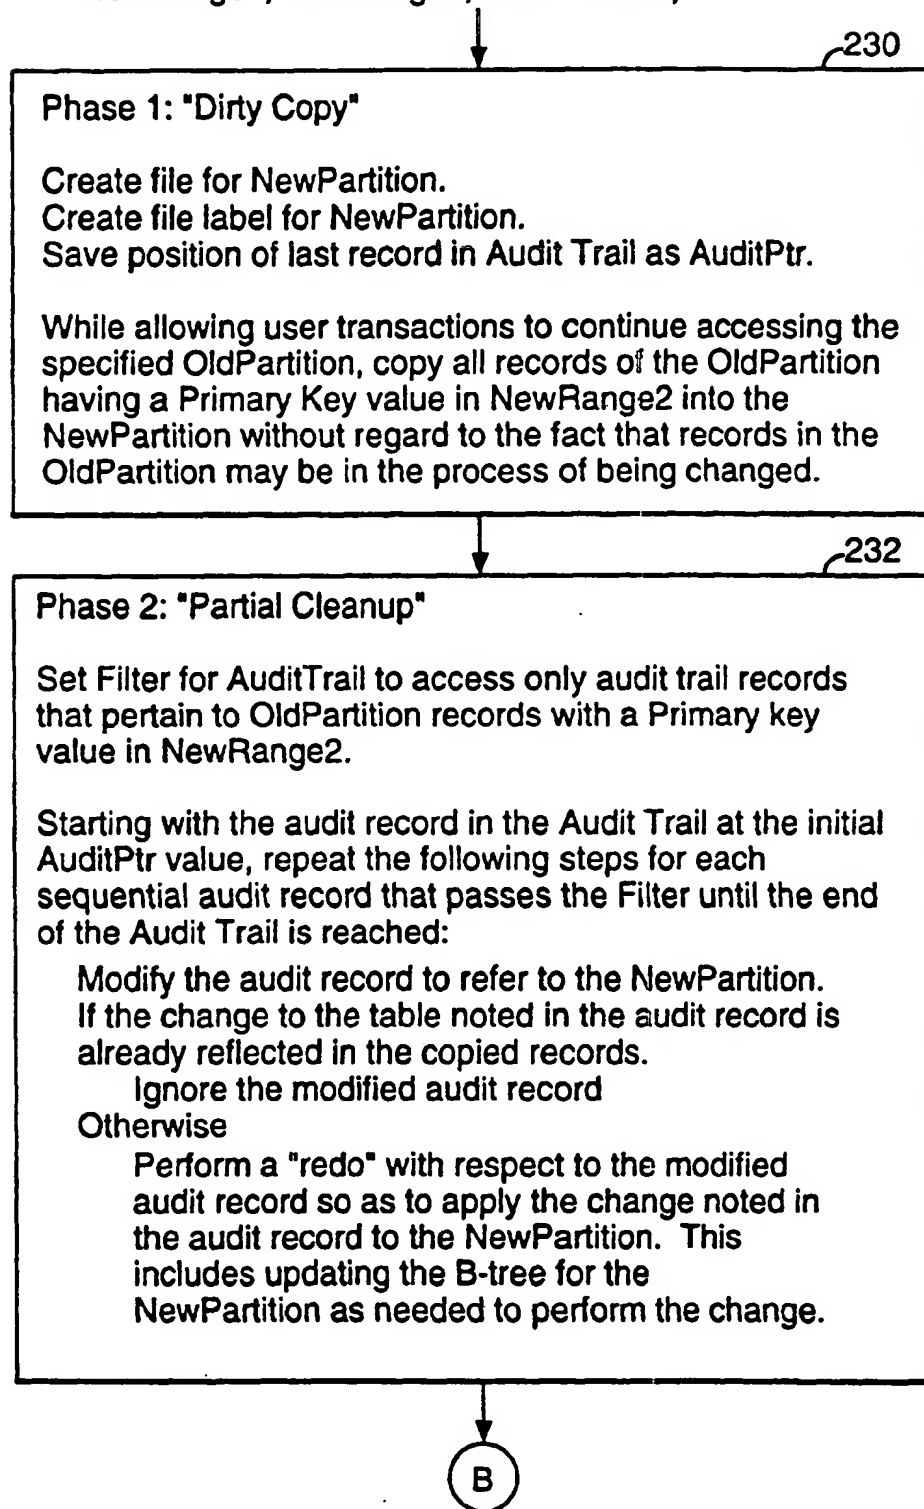 230
Phase 1: "Dirty Copy"
Create file for NewPartition.
Create file label for NewPartition.
Save position of last record in Audit Trail as AuditPtr.
While allowing user transactions to continue accessing the
specified OldPartition, copy all records of the OldPartition
having a Primary Key value in NewRange2 into the
NewPartition without regard to the fact that records in the
OldPartition may be in the process of being changed.
232
Phase 2: "Partial Cleanup"
Set Filter for AuditTrail to access only audit trail records
that pertain to OldPartition records with a Primary key
value in NewRange2.
Starting with the audit record in the Audit Trail at the initial
AuditPtr value, repeat the following steps for each
sequential audit record that passes the Filter until the end
of the Audit Trail is reached:
Modify the audit record to refer to the NewPartition.
If the change to the table noted in the audit record is
already reflected in the copied records.
Ignore the modified audit record
Otherwise
Perform a "redo" with respect to the modified
audit record so as to apply the change noted in
the audit record to the NewPartition. This
includes updating the B-tree for the
NewPartition as needed to perform the change.
B